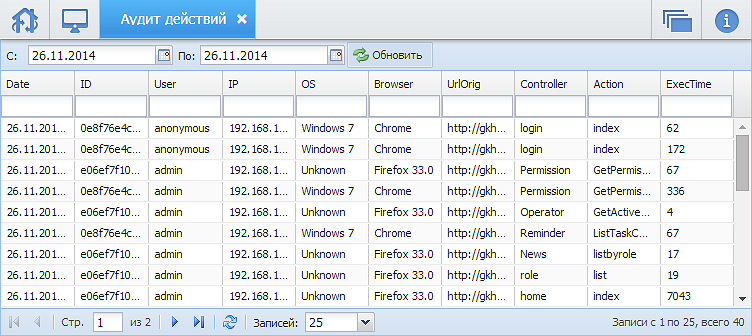 Аудит действий
С: 26.11.2014 По: 26.11.2014 Обновить
Date ID User IP OS Browser UrlOrig Controller Action ExecTime
26.11.201... 0e8f76e4c... anonymous 192.168.1... Windows 7 Chrome http://gkh... login index 62
26.11.201... 0e8f76e4c... anonymous 192.168.1... Windows 7 Chrome http://gkh... login index 172
26.11.201... e06ef7f10... admin 192.168.1... Unknown Firefox 33.0 http://gkh... Permission GetPermis... 67
26.11.201... 0e8f76e4c... admin 192.168.1... Windows 7 Chrome http://gkh... Permission GetPermis... 336
26.11.201... e06ef7f10... admin 192.168.1... Unknown Firefox 33.0 http://gkh... Operator GetActive... 4
26.11.201... 0e8f76e4c... admin 192.168.1... Windows 7 Chrome http://gkh... Reminder ListTaskC... 67
26.11.201... e06ef7f10... admin 192.168.1... Unknown Firefox 33.0 http://gkh... News listbyrole 17
26.11.201... e06ef7f10... admin 192.168.1... Unknown Firefox 33.0 http://gkh... role list 19
26.11.201... e06ef7f10... admin 192.168.1... Unknown Firefox 33.0 http://gkh... home index 7043
Стр. 1 из 2 Записей: 25 Записи с 1 по 25, всего 40